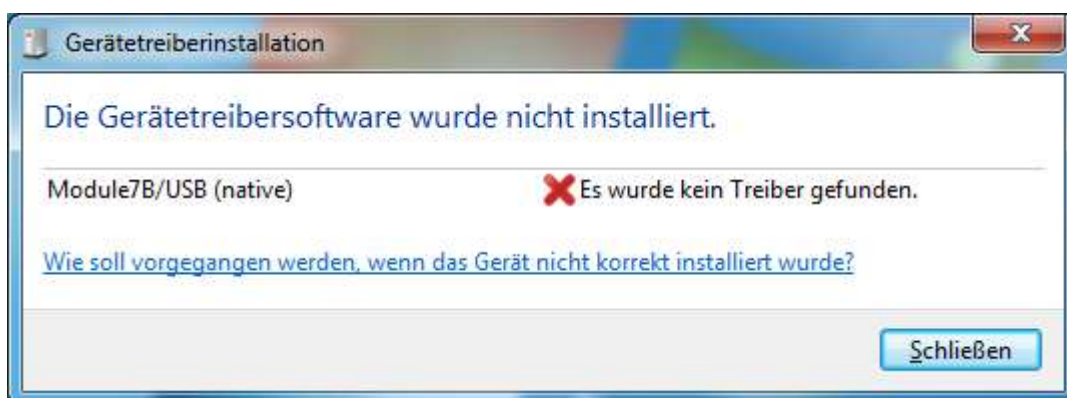 Gerätetreiberinstallation
Die Gerätetreibersoftware wurde nicht installiert.
Module7B/USB (native) Es wurde kein Treiber gefunden.
Wie soll vorgegangen werden, wenn das Gerät nicht korrekt installiert wurde?
Schließen